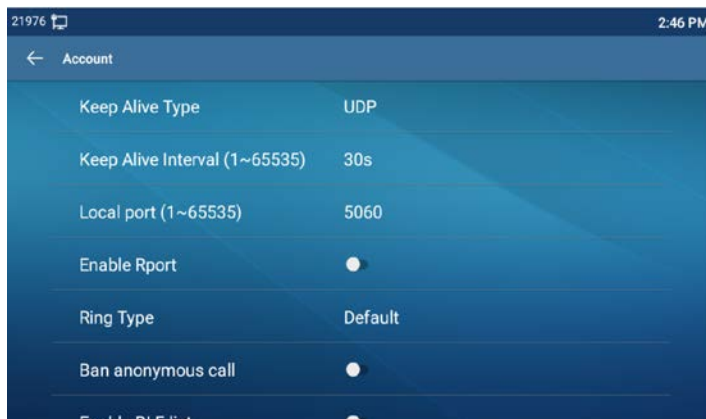 21976 2:46 PM
Account
Keep Alive Type UDP
Keep Alive Interval (1~65535) 30s
Local port (1~65535) 5060
Enable Rport
Ring Type Default
Ban anonymous call